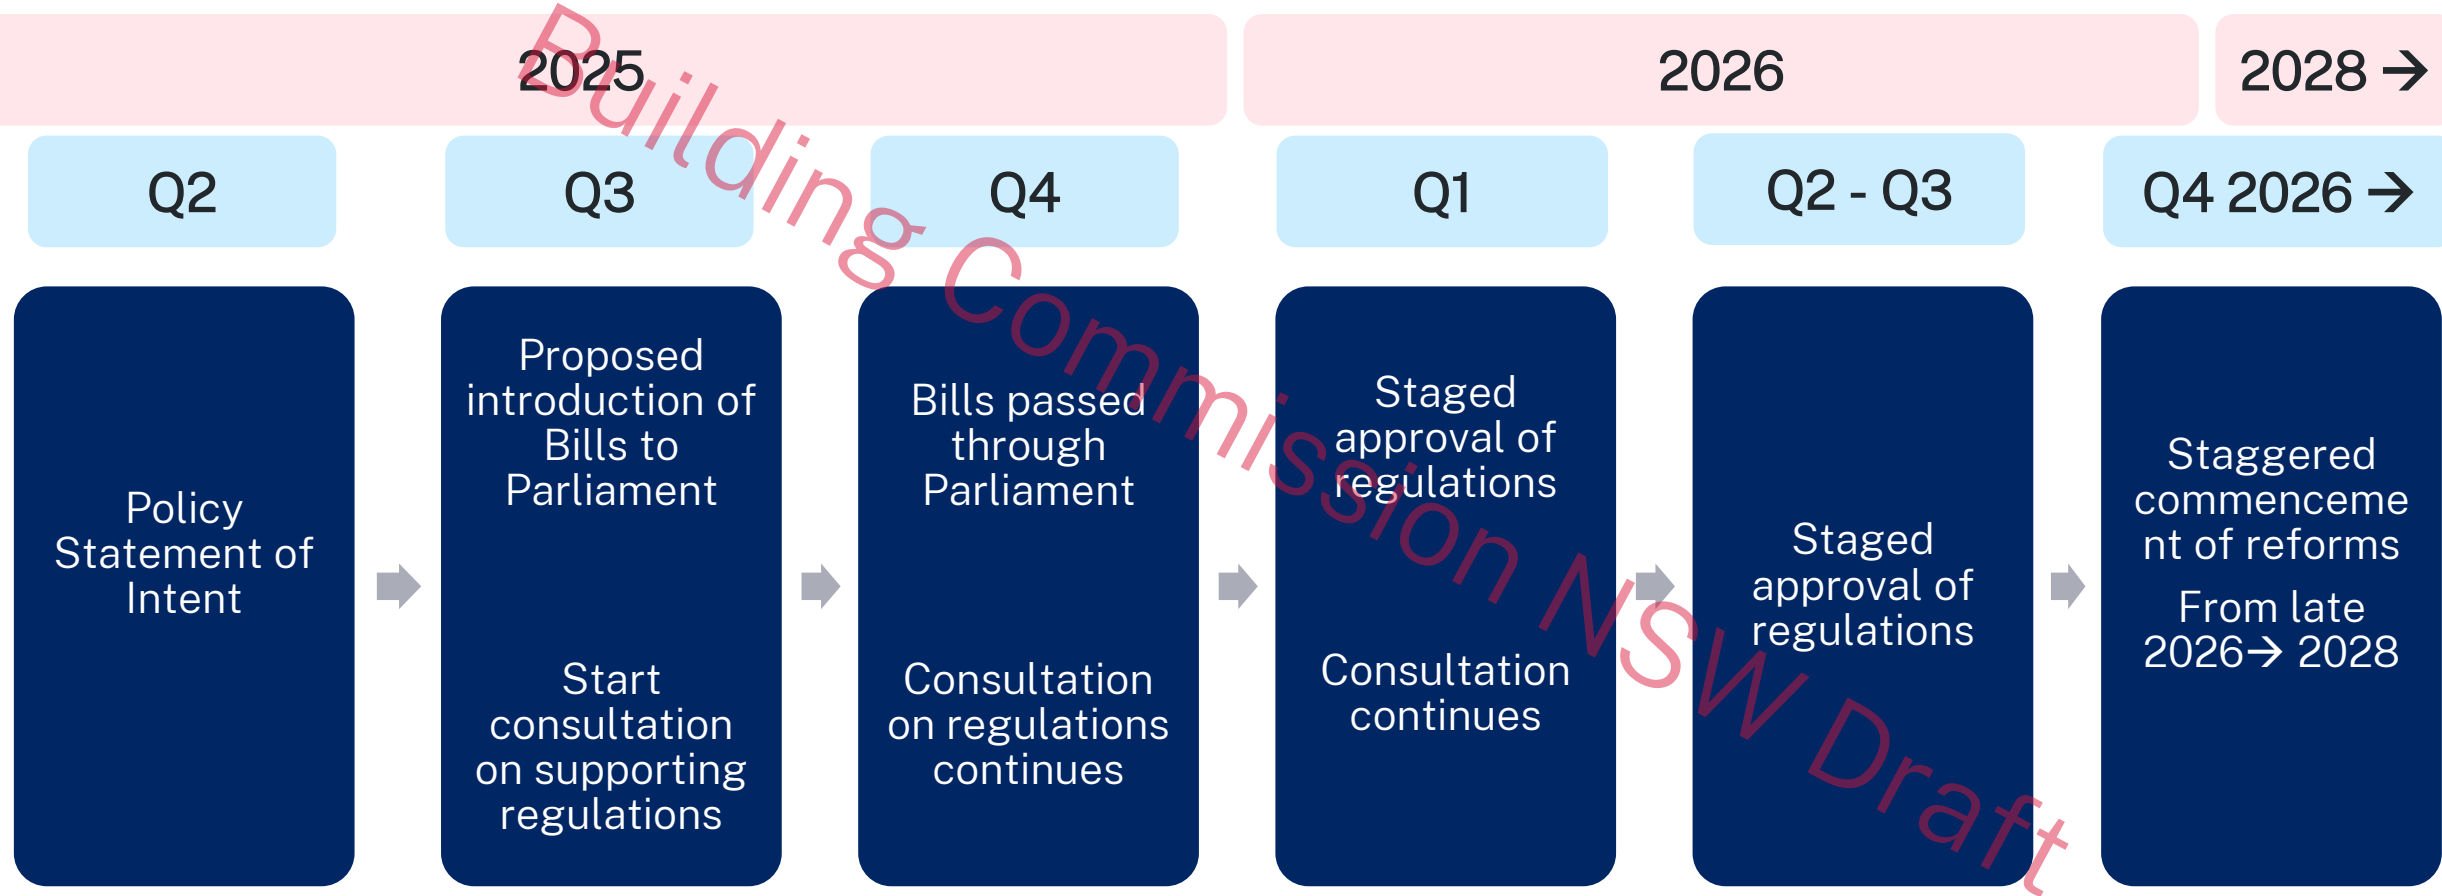 2025
2026
2028 →
Q2
Q3
Q4
Q1
Q2 - Q3
Q4 2026 →
Policy
Statement of
Intent
Proposed
introduction of
Bills to
Parliament
Start
consultation
on supporting
regulations
Bills passed
through
Parliament
Consultation
on regulations
continues
Staged
approval of
regulations
Consultation
continues
Staged
approval of
regulations
Staggered
commenceme
nt of reforms
From late
2026→ 2028
Building Commission NSW Draft